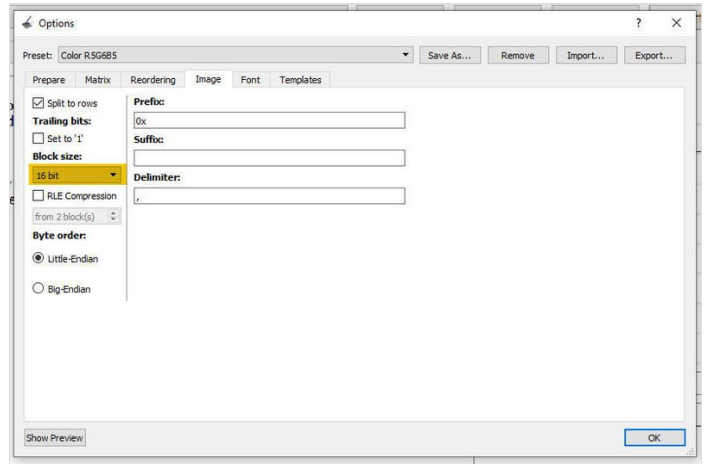 Options ? X
Preset: Color R5G6B5 Save As... Remove Import... Export...
Prepare Matrix Reordering Image Font Templates
Split to rows
Trailing bits:
Set to '1'
Block size:
16 bit
RLE Compression
from 2 block(s)
Byte order:
Little-Endian
Big-Endian
Prefix:
0x
Suffix:
Delimiter:
,
Show Preview OK